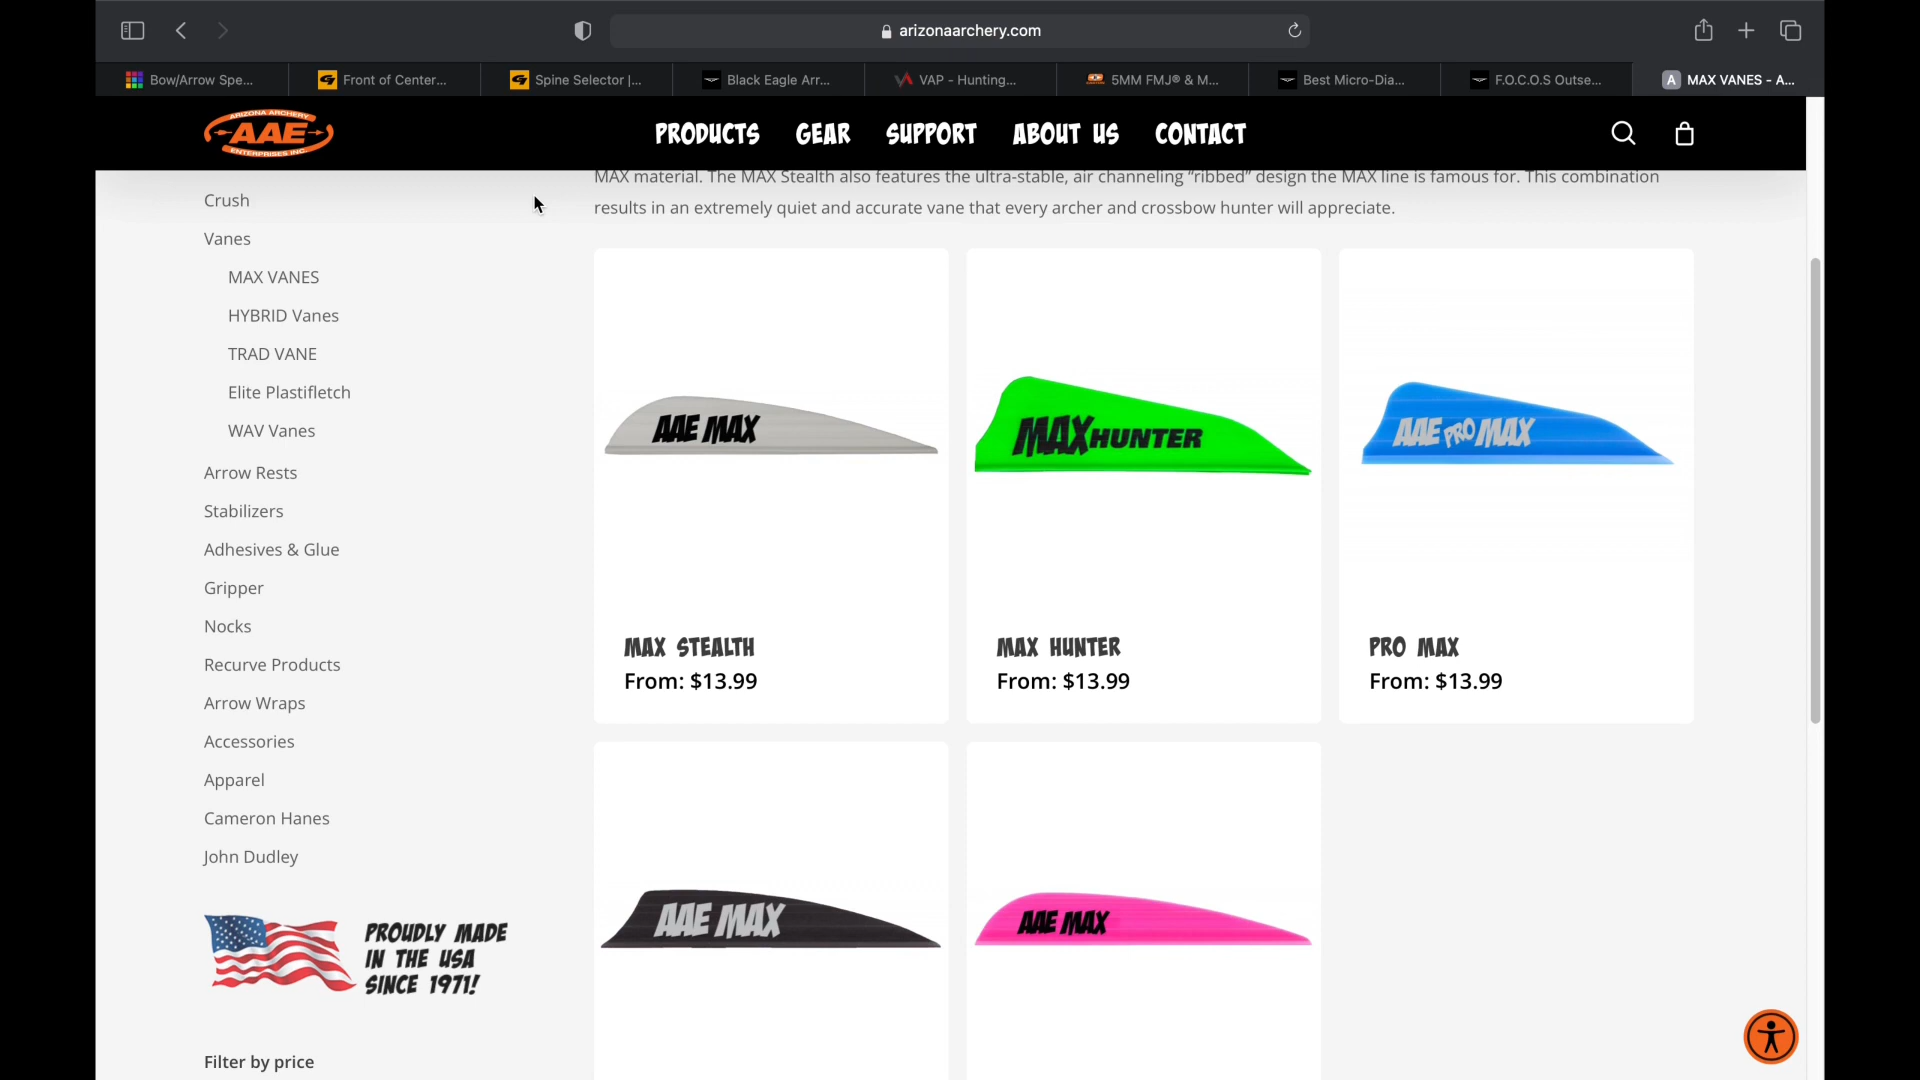 arizonaarchery.com
Bow/Arrow Spe...
Front of Center...
Spine Selector |...
Black Eagle Arr...
VAP - Hunting...
5MM FMJ® & M...
Best Micro-Dia...
F.O.C.O.S Outse...
A
MAX VANES - A...
ARIZONA ARCHERY
AAE
ENTERPRISES INC.
PRODUCTS
GEAR
SUPPORT
ABOUT US
CONTACT
MAX material. The MAX Stealth also features the ultra-stable, air channeling “ribbed” design the MAX line is famous for. This combination
results in an extremely quiet and accurate vane that every archer and crossbow hunter will appreciate.
Crush
Vanes
MAX VANES
HYBRID Vanes
TRAD VANE
Elite Plastifletch
WAV Vanes
Arrow Rests
Stabilizers
Adhesives & Glue
Gripper
Nocks
Recurve Products
Arrow Wraps
Accessories
Apparel
Cameron Hanes
John Dudley
PROUDLY MADE
IN THE USA
SINCE 1971!
Filter by price
AAE MAX
MAX STEALTH
From: $13.99
MAX HUNTER
MAX HUNTER
From: $13.99
AAE PRO MAX
PRO MAX
From: $13.99
AAE MAX
AAE MAX